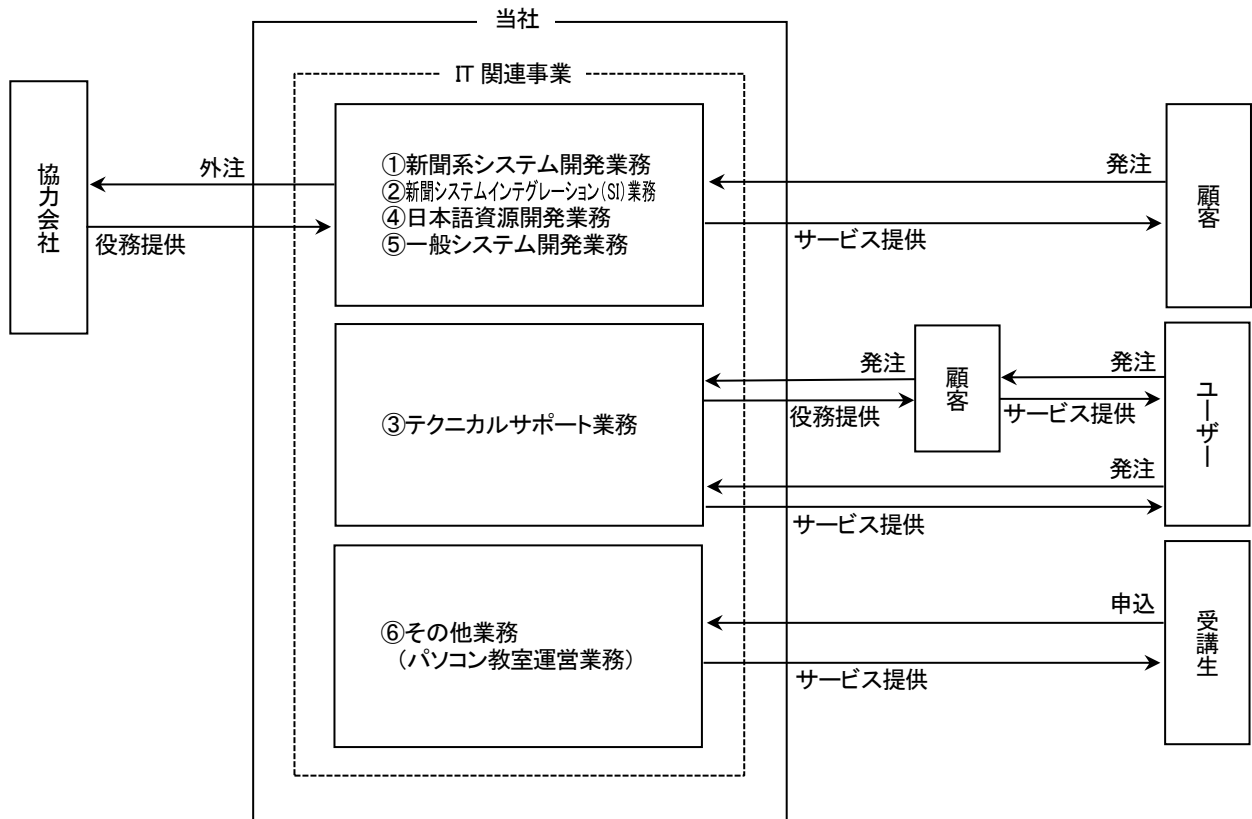 当社
IT 関連事業
協力会社
外注
役務提供
①新聞系システム開発業務
②新聞システムインテグレーション(SI)業務
④日本語資源開発業務
⑤一般システム開発業務
発注
サービス提供
顧客
③テクニカルサポート業務
発注
役務提供
顧客
発注
サービス提供
発注
サービス提供
ユーザー
⑥その他業務
（パソコン教室運営業務）
申込
サービス提供
受講生